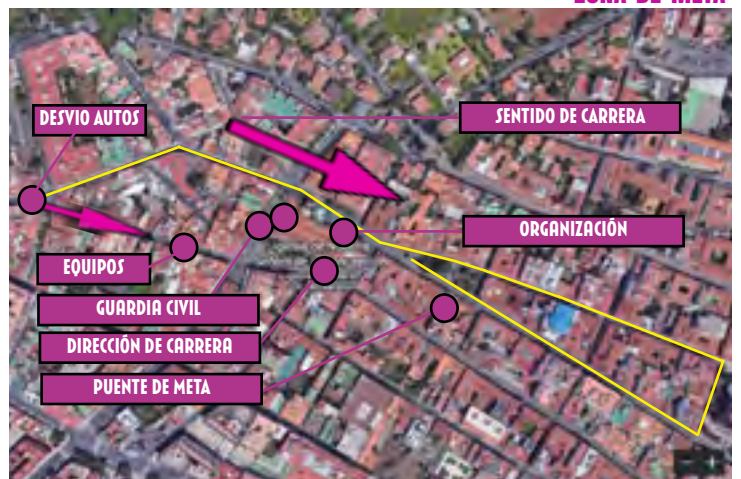 ZONA DE META
DESVIO AUTOS
SENTIDO DE CARRERA
ORGANIZACIÓN
EQUIPOS
GUARDIA CIVIL
DIRECCIÓN DE CARRERA
PUENTE DE META